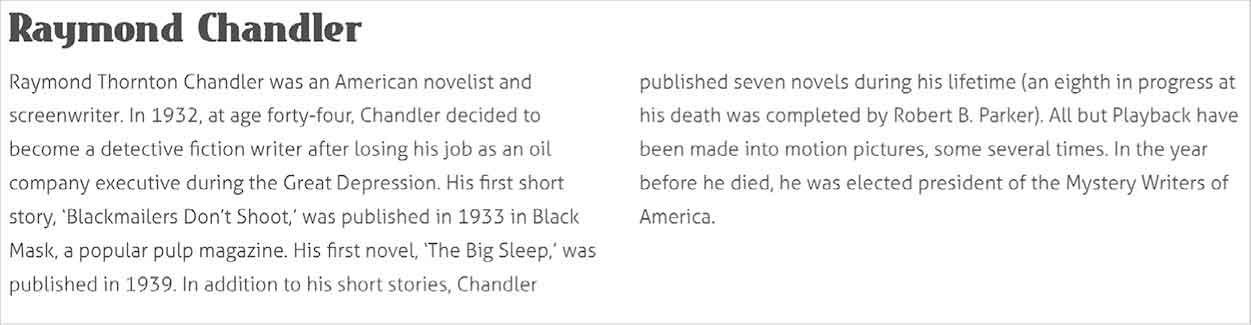 Raymond Chandler
Raymond Thornton Chandler was an American novelist and
screenwriter. In 1932, at age forty-four, Chandler decided to
become a detective fiction writer after losing his job as an oil
company executive during the Great Depression. His first short
story, ‘Blackmailers Don’t Shoot,’ was published in 1933 in Black
Mask, a popular pulp magazine. His first novel, ‘The Big Sleep,’ was
published in 1939. In addition to his short stories, Chandler
published seven novels during his lifetime (an eighth in progress at
his death was completed by Robert B. Parker). All but Playback have
been made into motion pictures, some several times. In the year
before he died, he was elected president of the Mystery Writers of
America.